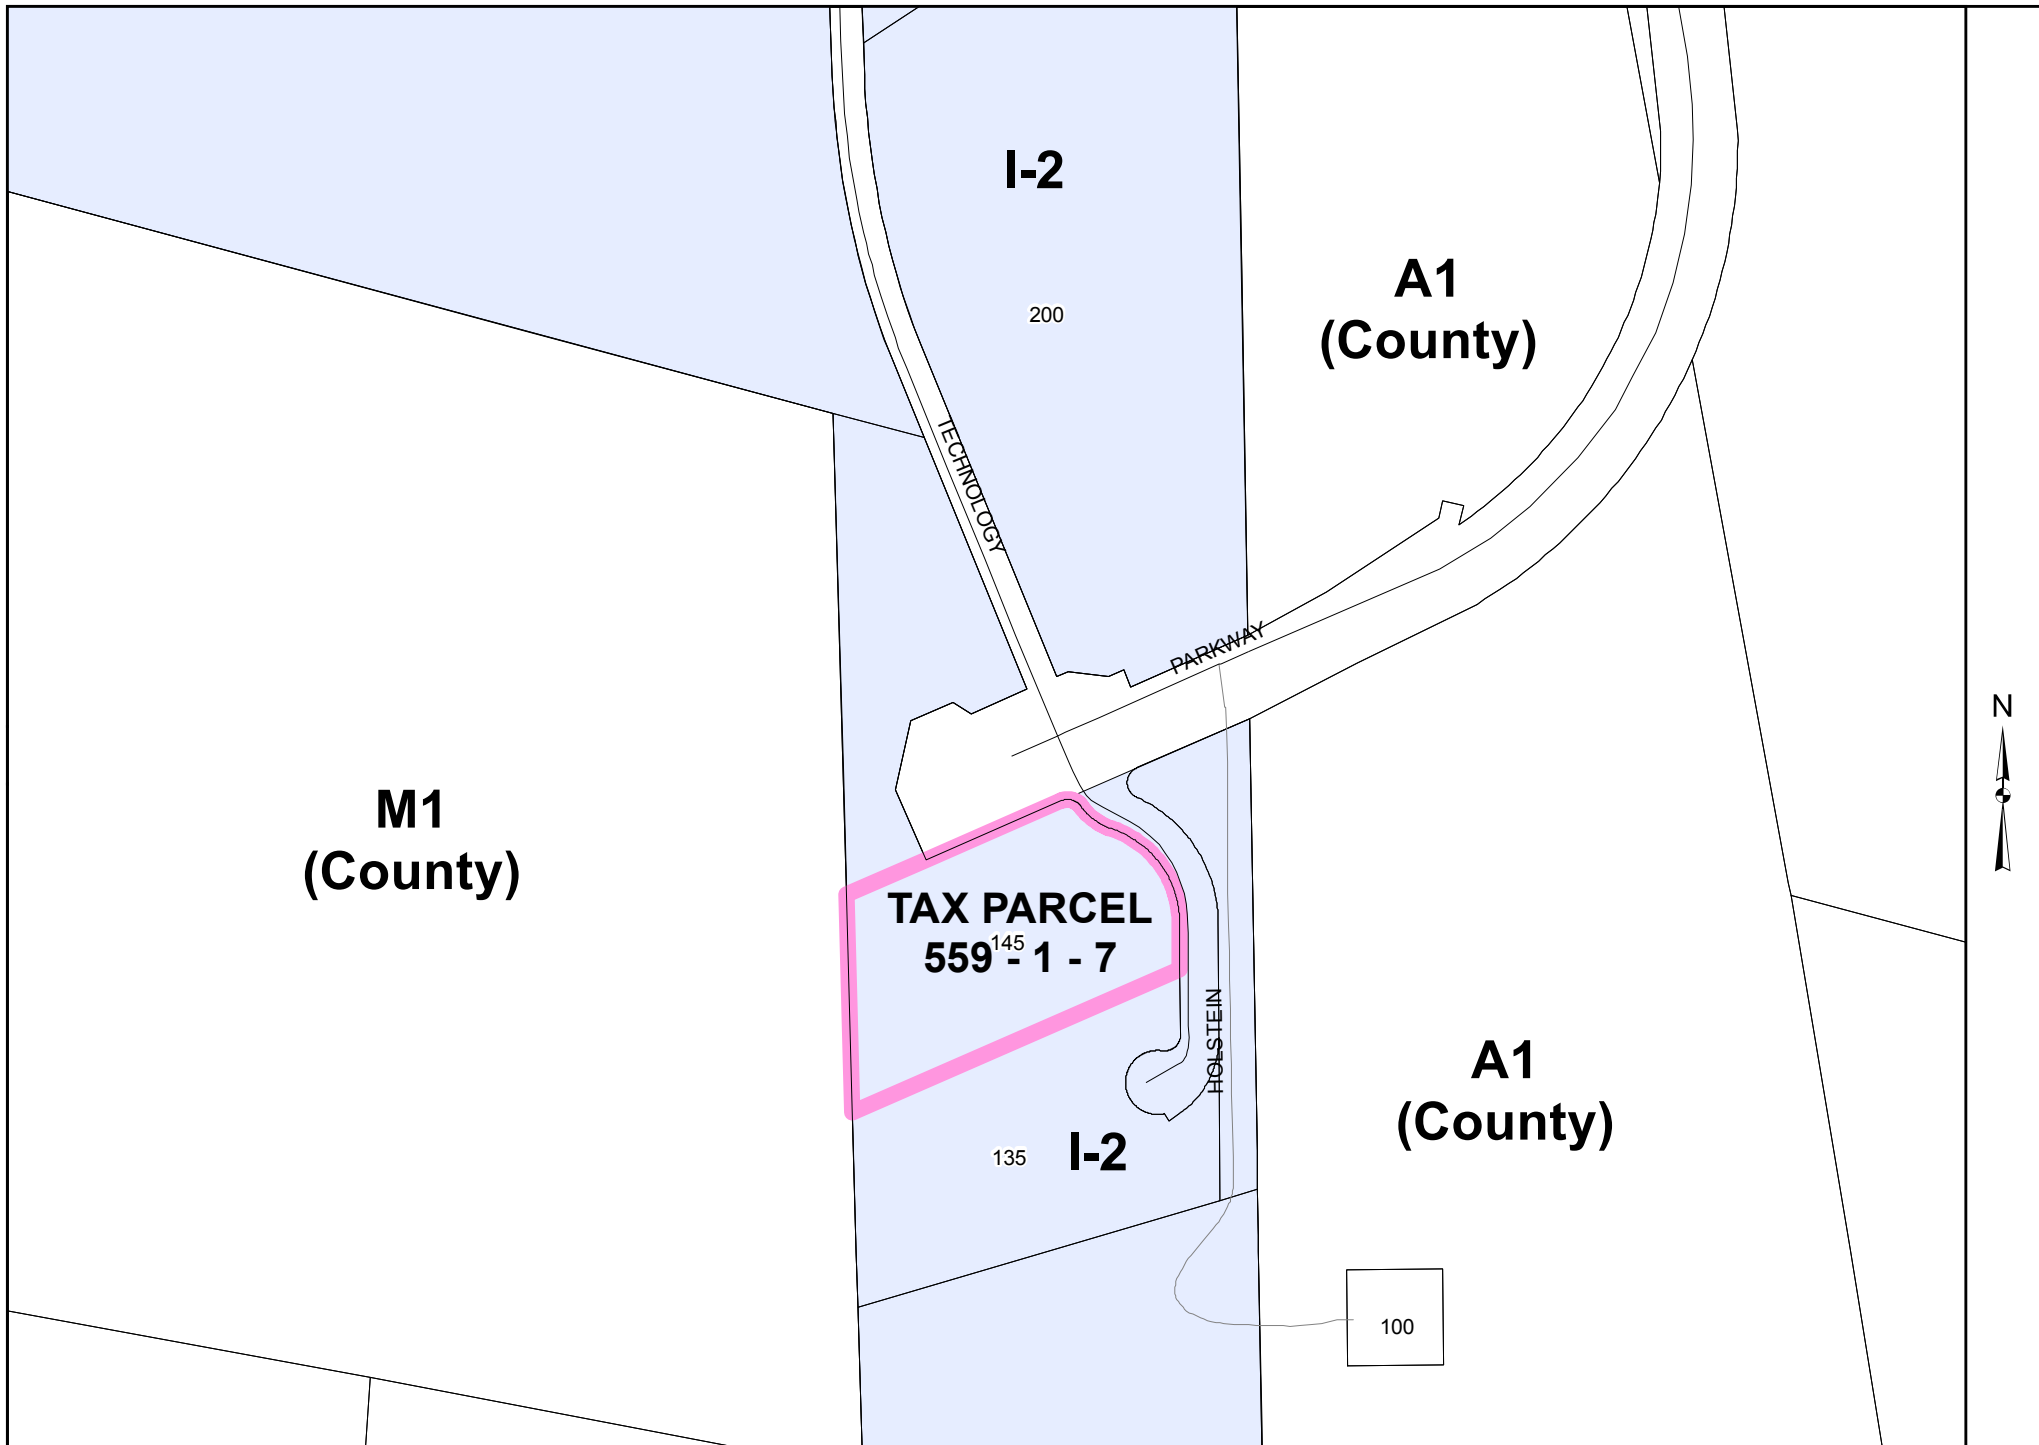 I-2
A1
(County)
200
TECHNOLOGY
PARKWAY
N
M1
(County)
TAX PARCEL
145
559 - 1 - 7
HOLSTEIN
A1
(County)
135
I-2
100